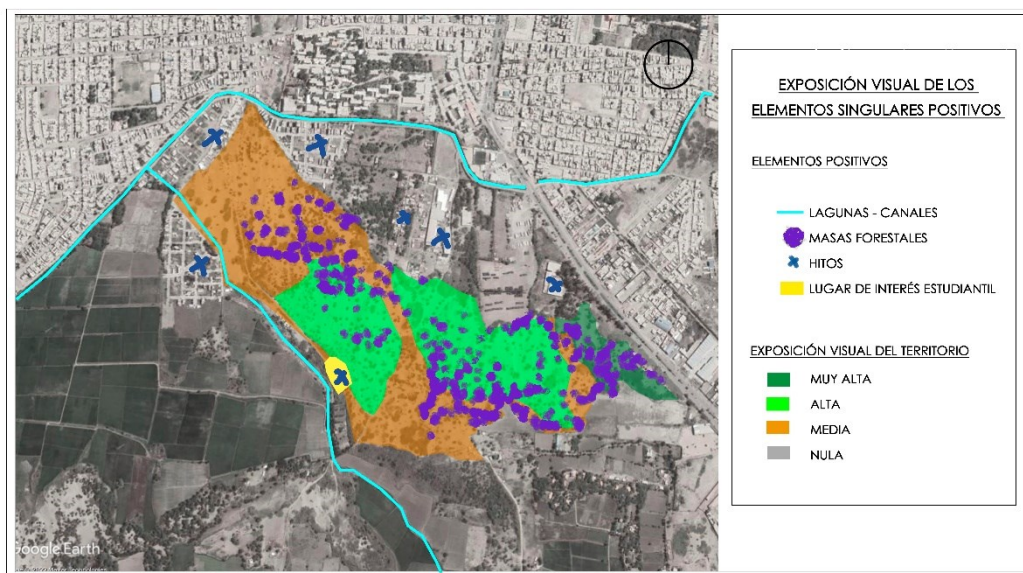 EXPOSICIÓN VISUAL DE LOS
ELEMENTOS SINGULARES POSITIVOS
ELEMENTOS POSITIVOS
LAGUNAS - CANALES
MASAS FORESTALES
HITOS
LUGAR DE INTERÉS ESTUDIANTIL
EXPOSICIÓN VISUAL DEL TERRITORIO
MUY ALTA
ALTA
MEDIA
NULA
Google Earth